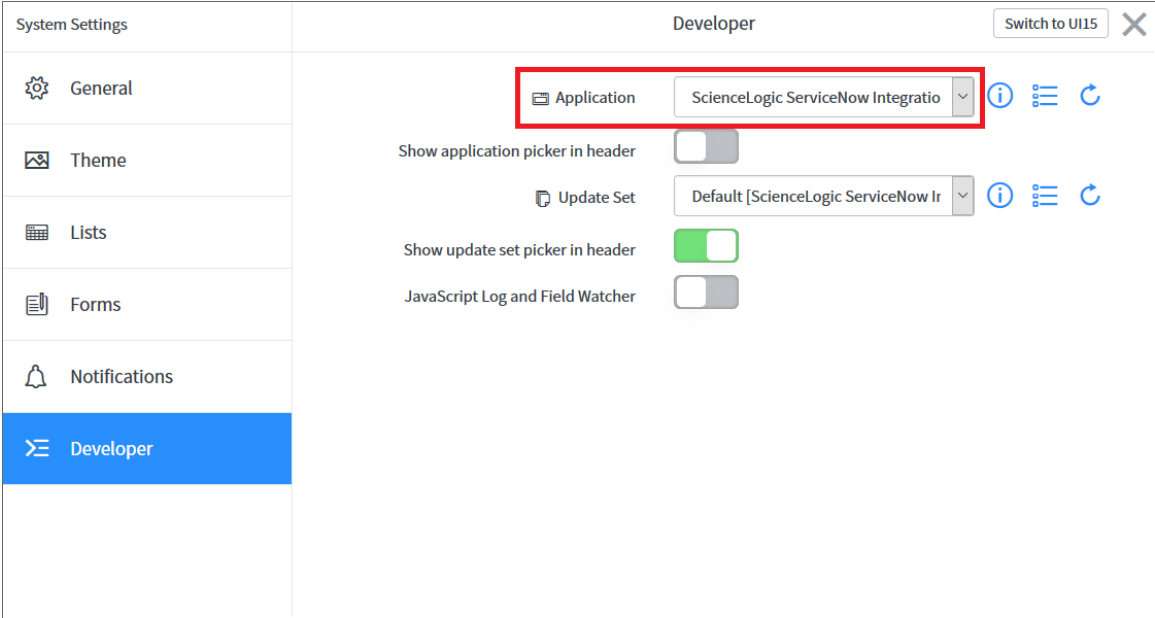 System Settings
Developer
Switch to UI15
General
Theme
Lists
Forms
Notifications
Developer
Application
ScienceLogic ServiceNow Integratio
Show application picker in header
Update Set
Default [ScienceLogic ServiceNow Ir
Show update set picker in header
JavaScript Log and Field Watcher